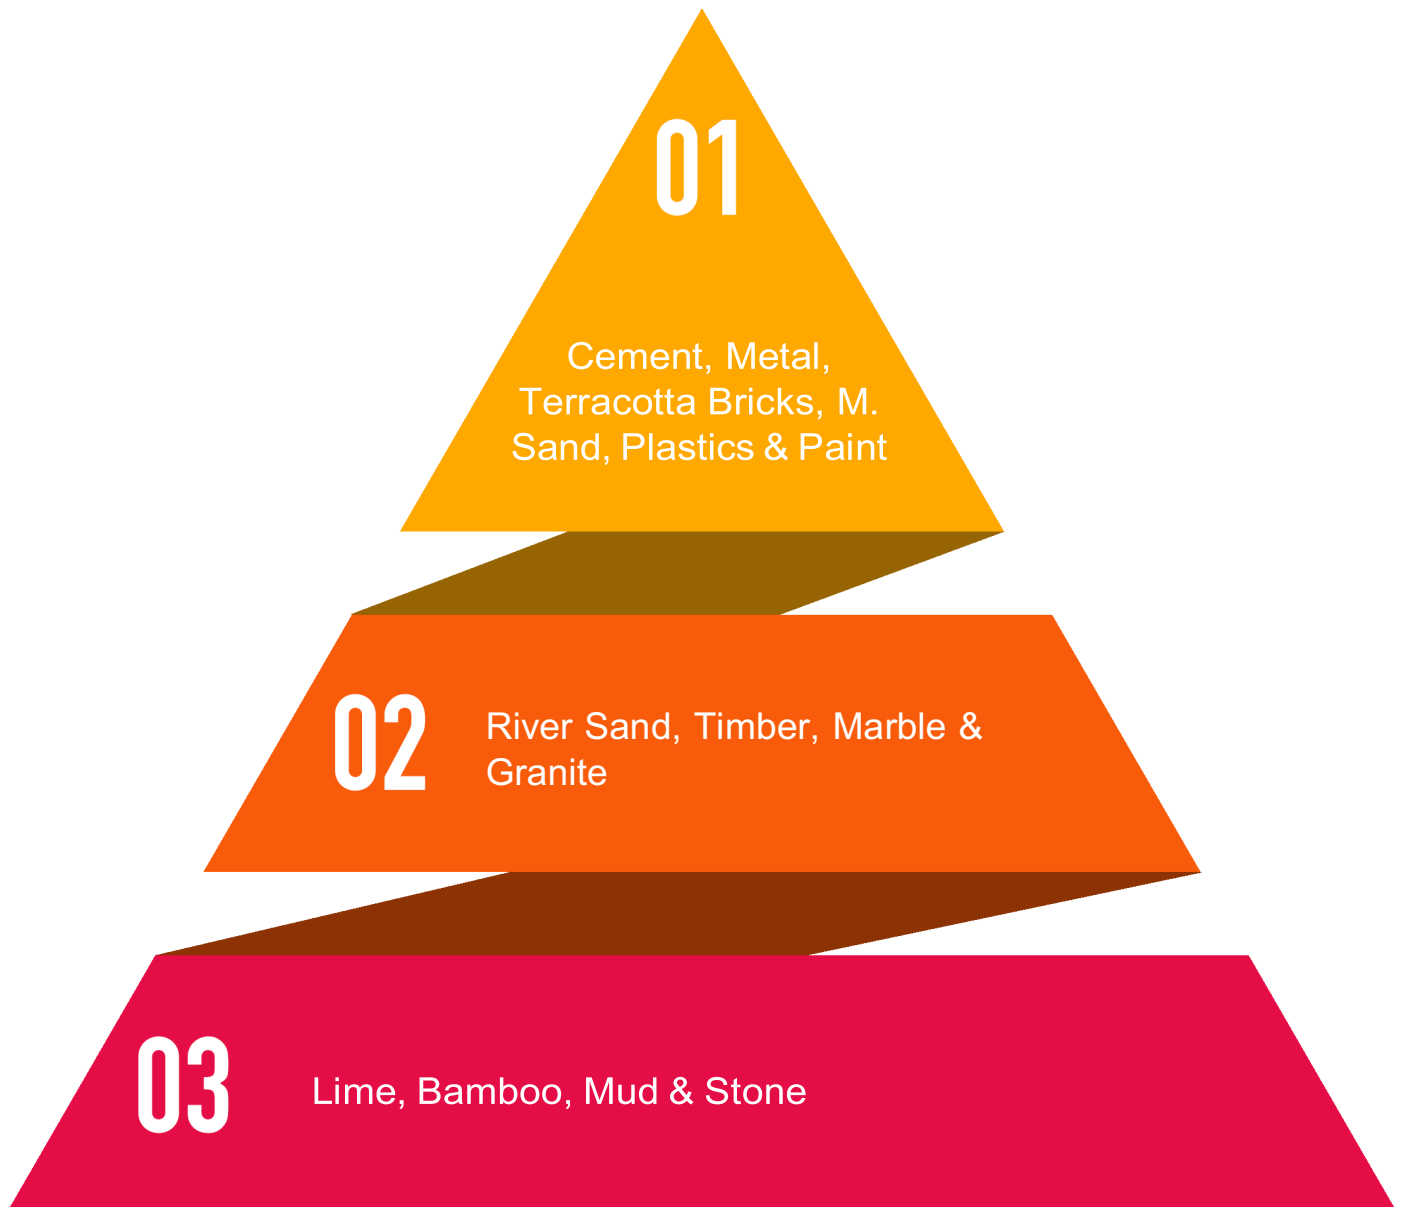 01
Cement, Metal,
Terracotta Bricks, M.
Sand, Plastics & Paint
02
River Sand, Timber, Marble &
Granite
03
Lime, Bamboo, Mud & Stone